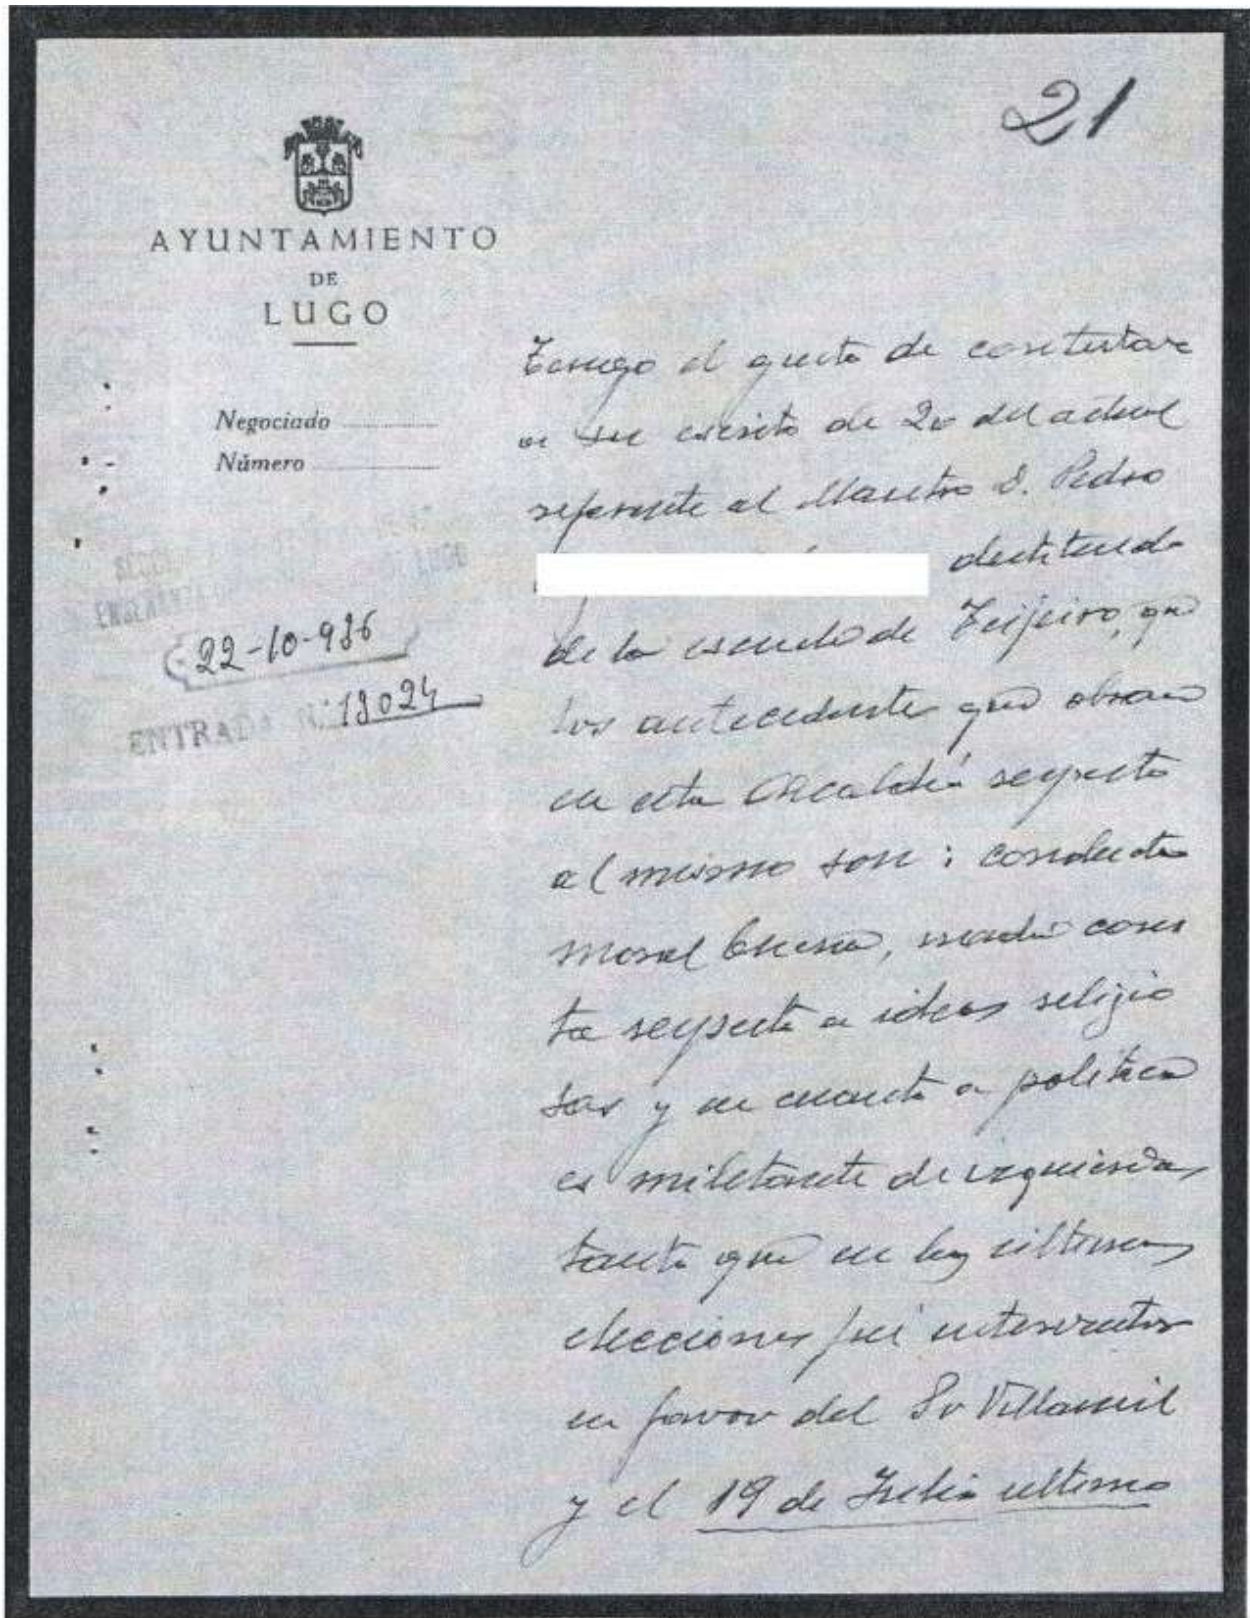 21
AYUNTAMIENTO
DE
LUGO
Negociado
Número
LUGO
22-10-936
ENTRADA N.º 13024
Tengo el gusto de contestar
a su escrito de 20 del actual
referente al Maestro D. Pedro
destituido
de la escuela de Teijeiro, que
los antecedentes que obran
en esta Alcaldía respecto
al mismo son: conducta
moral buena, nada cons
ta respecto a ideas religio
sas y en cuanto a política
es militante de izquierdas
tanto que en las ultimas
elecciones fué interventor
en favor del Sr Villamil
y el 19 de Julio ultimo